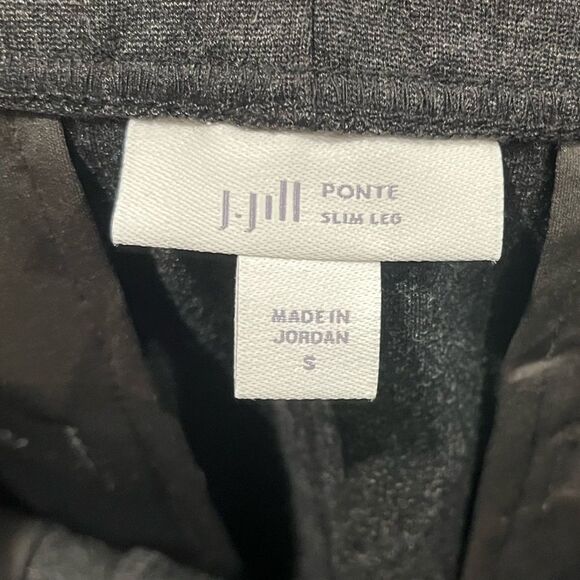 J.Jill PONTE
SLIM LEG
MADE IN
JORDAN
S